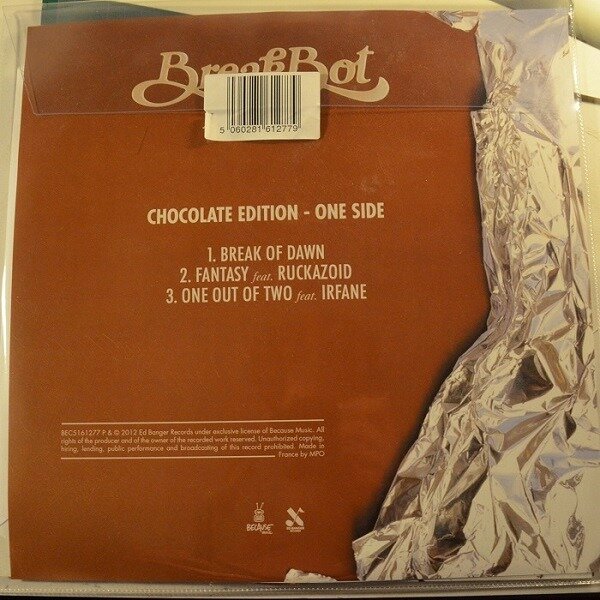 BreakBot
5 060281 612779
CHOCOLATE EDITION - ONE SIDE
1. BREAK OF DAWN
2. FANTASY feat. RUCKAZOID
3. ONE OUT OF TWO feat. IRFANE
BEC5161277 P & © 2012 Ed Banger Records under exclusive license of Because Music. All
rights of the producer and of the owner of the recorded work reserved. Unauthorized copying,
hiring, lending, public performance and broadcasting of this record prohibited. Made in
France by MPO
BECAUSE